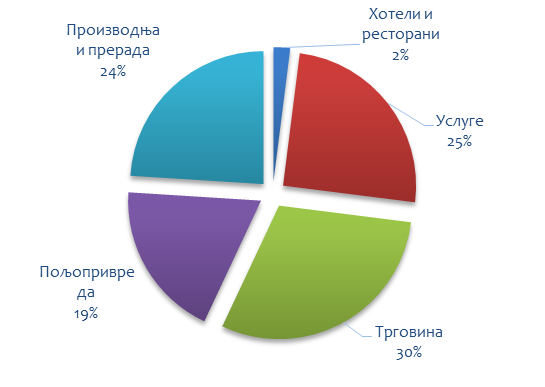 Хотели и
ресторани
2%
Услуге
25%
Трговина
30%
Пољопривре
да
19%
Производња
и прерада
24%